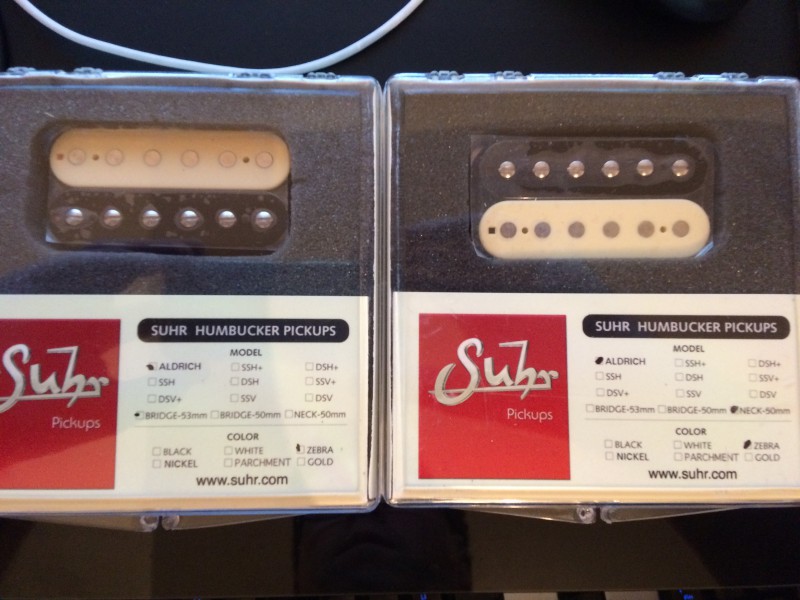 Suhr
Pickups
SUHR HUMBUCKER PICKUPS
MODEL
ALDRICH SSH+ DSH+
SSH DSH SSV+
DSV+ SSV DSV
BRIDGE-53mm BRIDGE-50mm NECK-50mm
COLOR
BLACK WHITE ZEBRA
NICKEL PARCHMENT GOLD
www.suhr.com
Suhr
Pickups
SUHR HUMBUCKER PICKUPS
MODEL
ALDRICH SSH+ DSH+
SSH DSH SSV+
DSV+ SSV DSV
BRIDGE-53mm BRIDGE-50mm NECK-50mm
COLOR
BLACK WHITE ZEBRA
NICKEL PARCHMENT GOLD
www.suhr.com